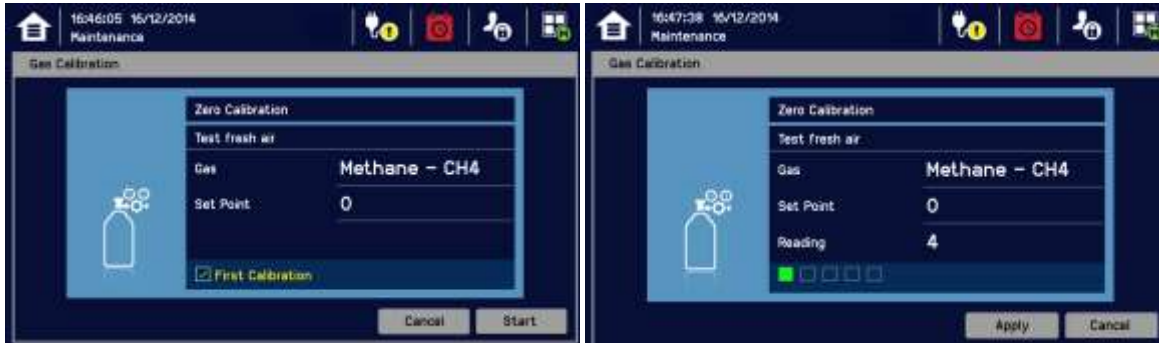 16:46:05 16/12/2014
Maintenance
Gas Calibration
Zero Calibration
Test fresh air
Gas Methane - CH4
Set Point 0
First Calibration
Cancel Start
16:47:38 16/12/2014
Maintenance
Gas Calibration
Zero Calibration
Test fresh air
Gas Methane - CH4
Set Point 0
Reading 4
Apply Cancel